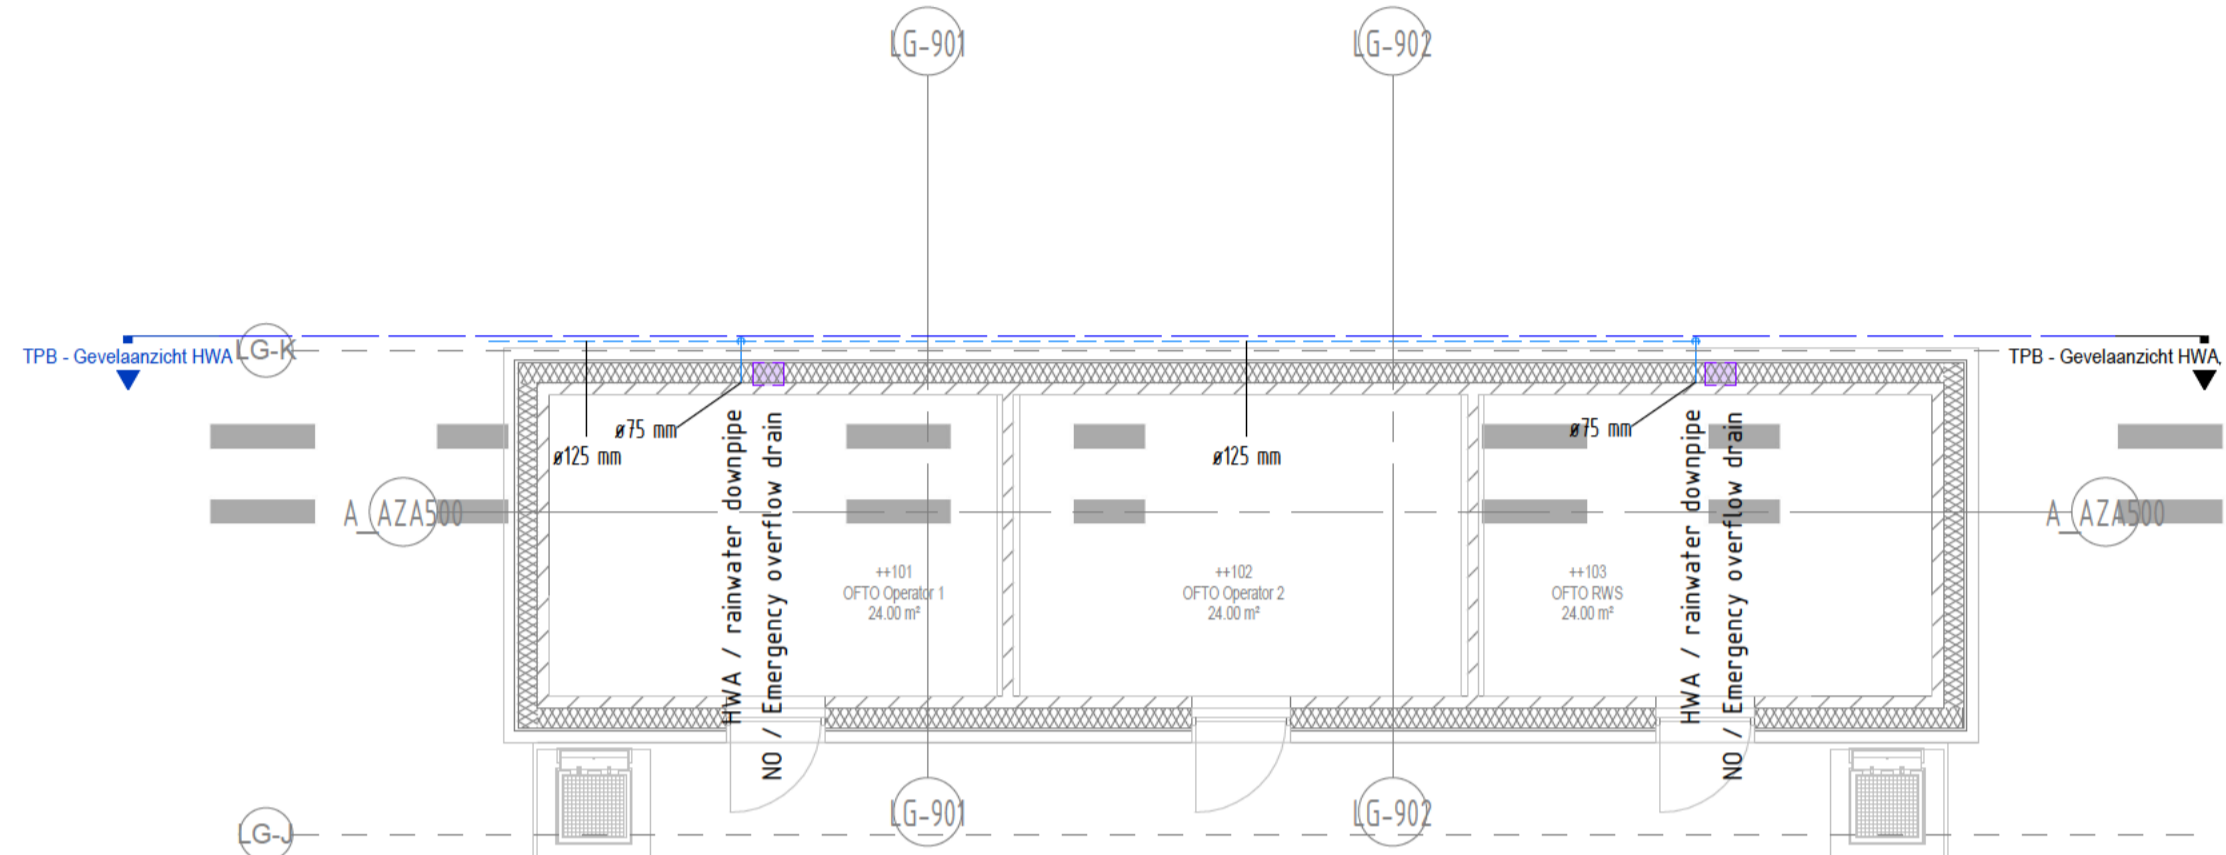 LG-901
LG-902
TPB - Gevelaanzicht HWA
LG-K
TPB - Gevelaanzicht HWA,
ø75 mm
ø125 mm
ø125 mm
ø75 mm
HWA / rainwater downpipe
NO / Emergency overflow drain
HWA / rainwater downpipe
NO / Emergency overflow drain
A_AZA500
A_AZA500
++101
OFTO Operator 1
24.00 m²
++102
OFTO Operator 2
24.00 m²
++103
OFTO RWS
24.00 m²
LG-901
LG-902
LG-J